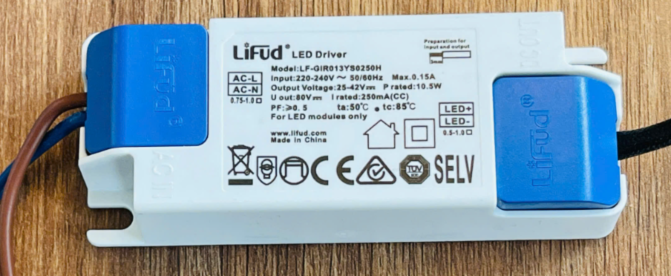 LiFud® LED Driver
Preparation for
input and output
Model:LF-GIR013YS0250H
AC-L
AC-N
0.75-1.0
Input:220-240V ~ 50/60Hz Max.0.15A
Output Voltage:25-42V⎓ P rated:10.5W
U out:80V⎓ I rated:250mA(CC)
PF:≥0.5 ta:50℃ tc:85℃
For LED modules only
LED+
LED-
0.5-1.0
www.lifud.com
Made in China
CE TÜV SELV
LiFud
LiFud